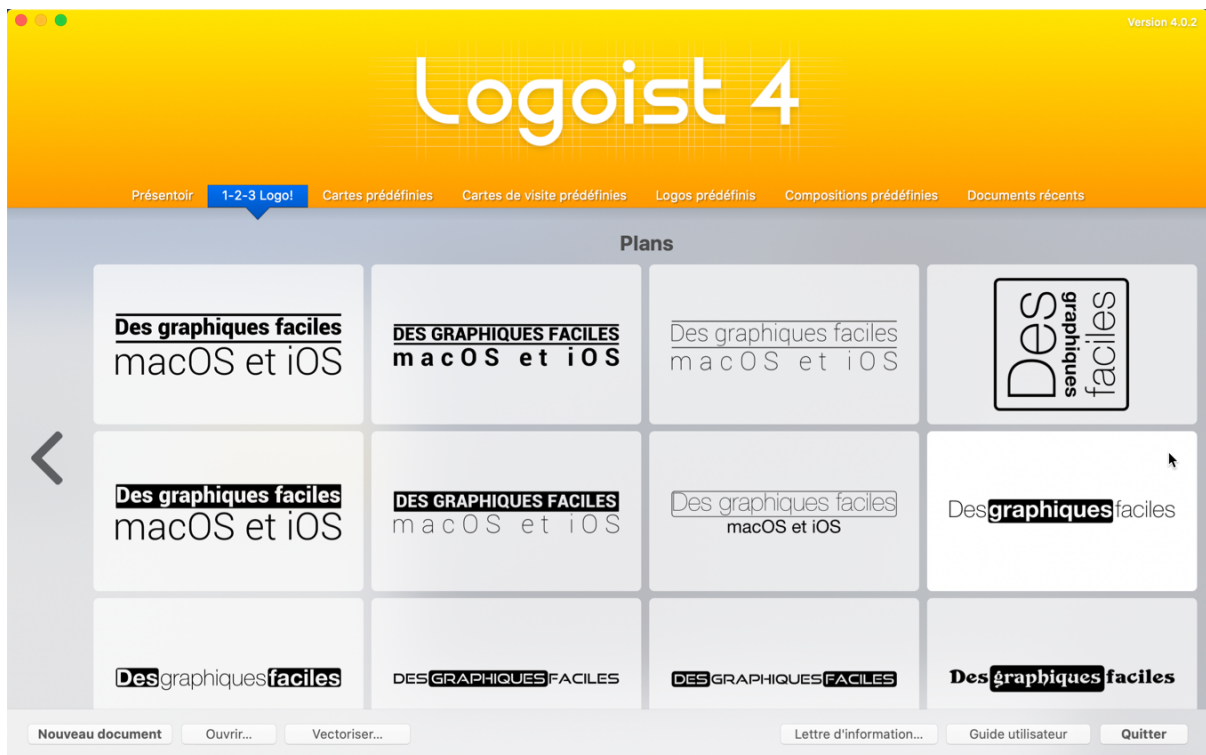 Version 4.0.2
Logoist 4
Présentoir 1-2-3 Logo! Cartes prédéfinies Cartes de visite prédéfinies Logos prédéfinis Compositions prédéfinies Documents récents
Plans
Des graphiques faciles
macOS et iOS
DES GRAPHIQUES FACILES
macOS et iOS
Des graphiques faciles
macOS et iOS
Des
graphiques
faciles
Des graphiques faciles
macOS et iOS
DES GRAPHIQUES FACILES
macOS et iOS
Des graphiques faciles
macOS et iOS
Desgraphiquesfaciles
Desgraphiquesfaciles
DESGRAPHIQUESFACILES
DESGRAPHIQUESFACILES
Des graphiques faciles
Nouveau document Ouvrir... Vectoriser... Lettre d'information... Guide utilisateur Quitter